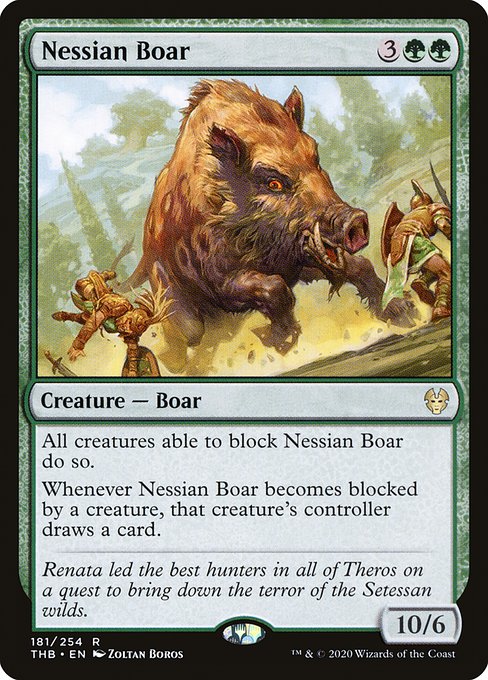 Nessian Boar 3
Creature — Boar
All creatures able to block Nessian Boar
do so.
Whenever Nessian Boar becomes blocked
by a creature, that creature's controller
draws a card.
Renata led the best hunters in all of Theros on
a quest to bring down the terror of the Setessan
wilds.
10/6
181/254 R
THB • EN Zoltan Boros
™ & © 2020 Wizards of the Coast